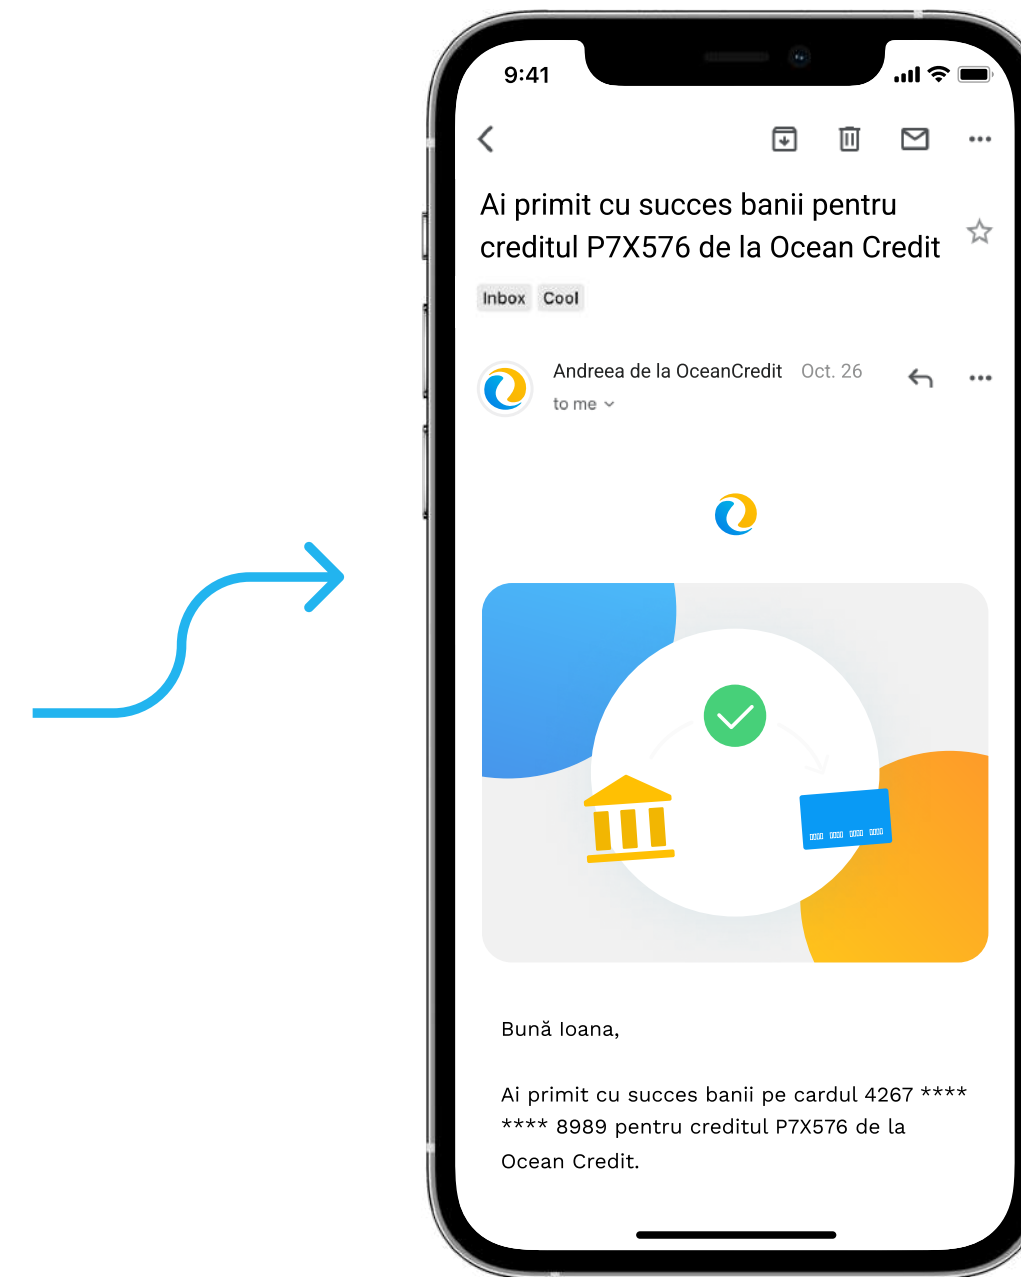 9:41
Ai primit cu succes banii pentru
creditul P7X576 de la Ocean Credit
Inbox Cool
Andreea de la OceanCredit Oct. 26
to me
Bună Ioana,
Ai primit cu succes banii pe cardul 4267 ****
**** 8989 pentru creditul P7X576 de la
Ocean Credit.